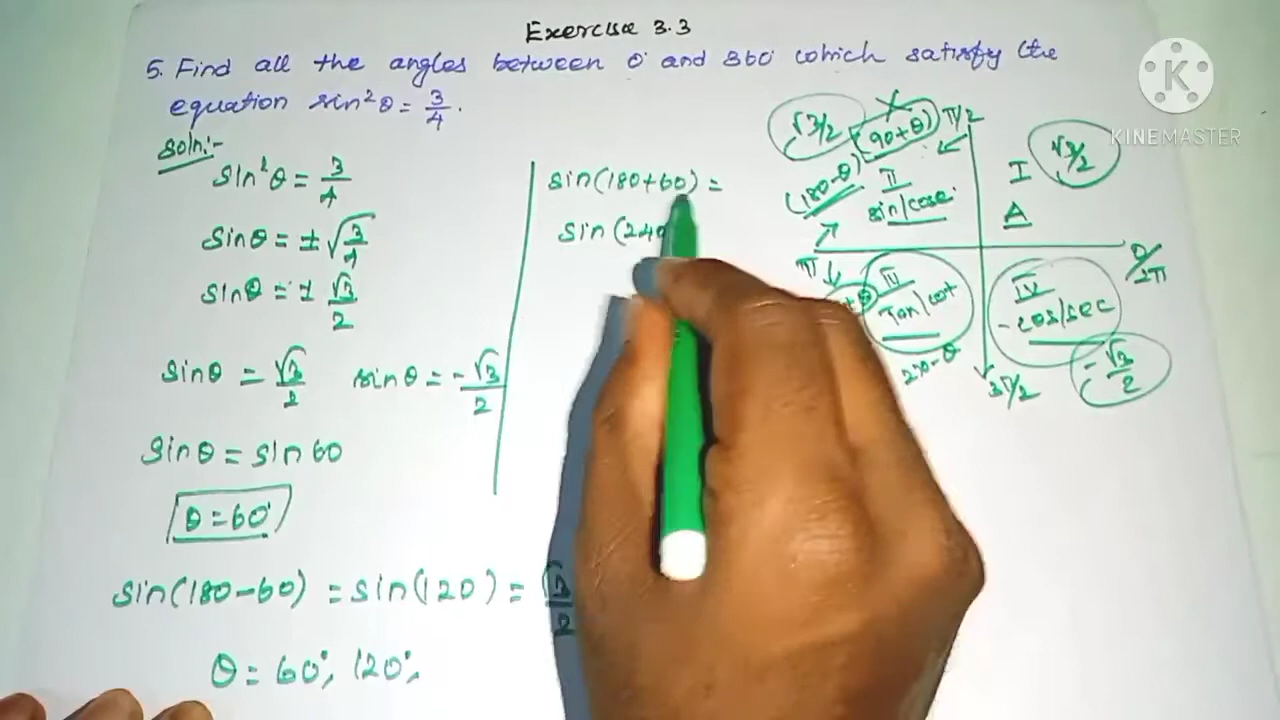 Exercise 3.3
5. Find all the angles between 0° and 360° which satisfy the
equation sin²θ = 3/4.
Soln:-
sin²θ = 3/4
sinθ = ±√3/4
sinθ = ± √3/2
sinθ = √3/2 sinθ = -√3/2
sinθ = sin60
θ = 60°
sin(180-60) = sin(120) = √3/2
θ = 60°, 120°,
sin(180+60) =
sin(240
√3/2 (90+θ) π/2
(180-θ) II
sin/cosec
I √3/2
A
π 0/2π
III
Tan/cot
270-θ
IV
-cos/sec
3π/2 -√3/2
K
KINEMASTER